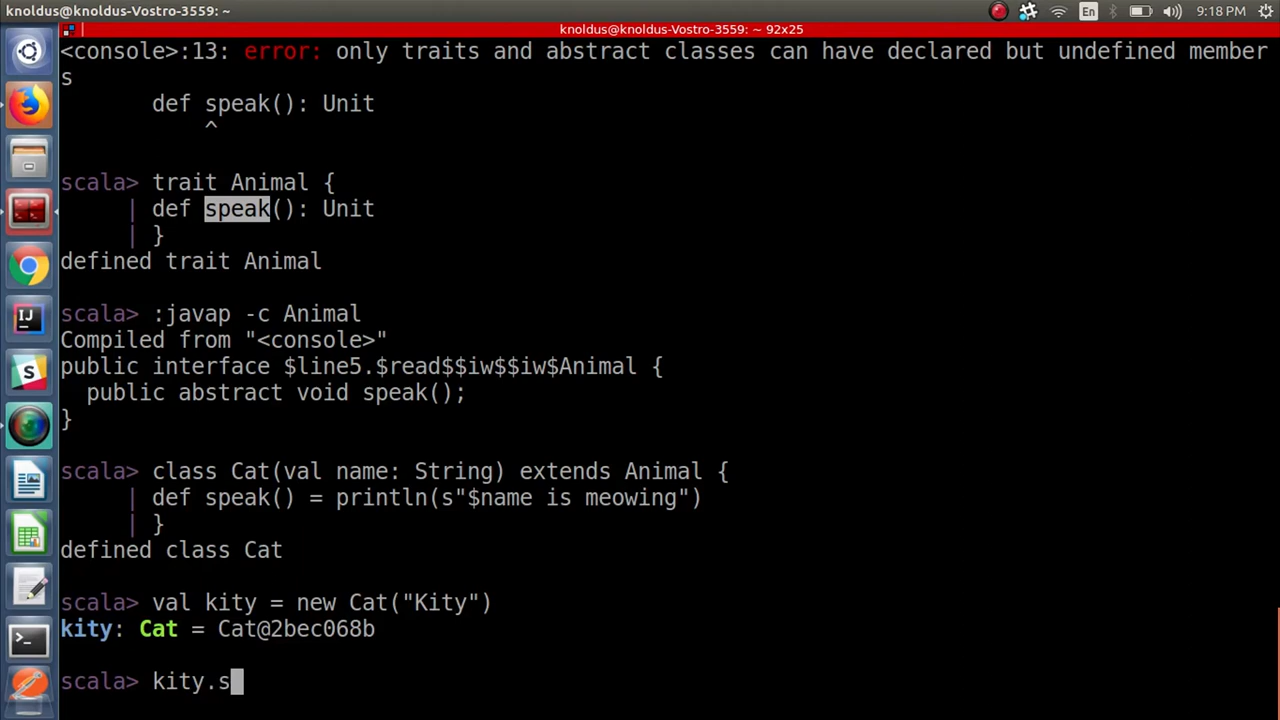 knoldus@knoldus-Vostro-3559: ~
En
9:18 PM
knoldus@knoldus-Vostro-3559: ~ 92x25
<console>:13: error: only traits and abstract classes can have declared but undefined member
s
       def speak(): Unit
           ^
scala> trait Animal {
     | def speak(): Unit
     | }
defined trait Animal
scala> :javap -c Animal
Compiled from "<console>"
public interface $line5.$read$$iw$$iw$Animal {
  public abstract void speak();
}
scala> class Cat(val name: String) extends Animal {
     | def speak() = println(s"$name is meowing")
     | }
defined class Cat
scala> val kity = new Cat("Kity")
kity: Cat = Cat@2bec068b
scala> kity.s
IJ
S
>_